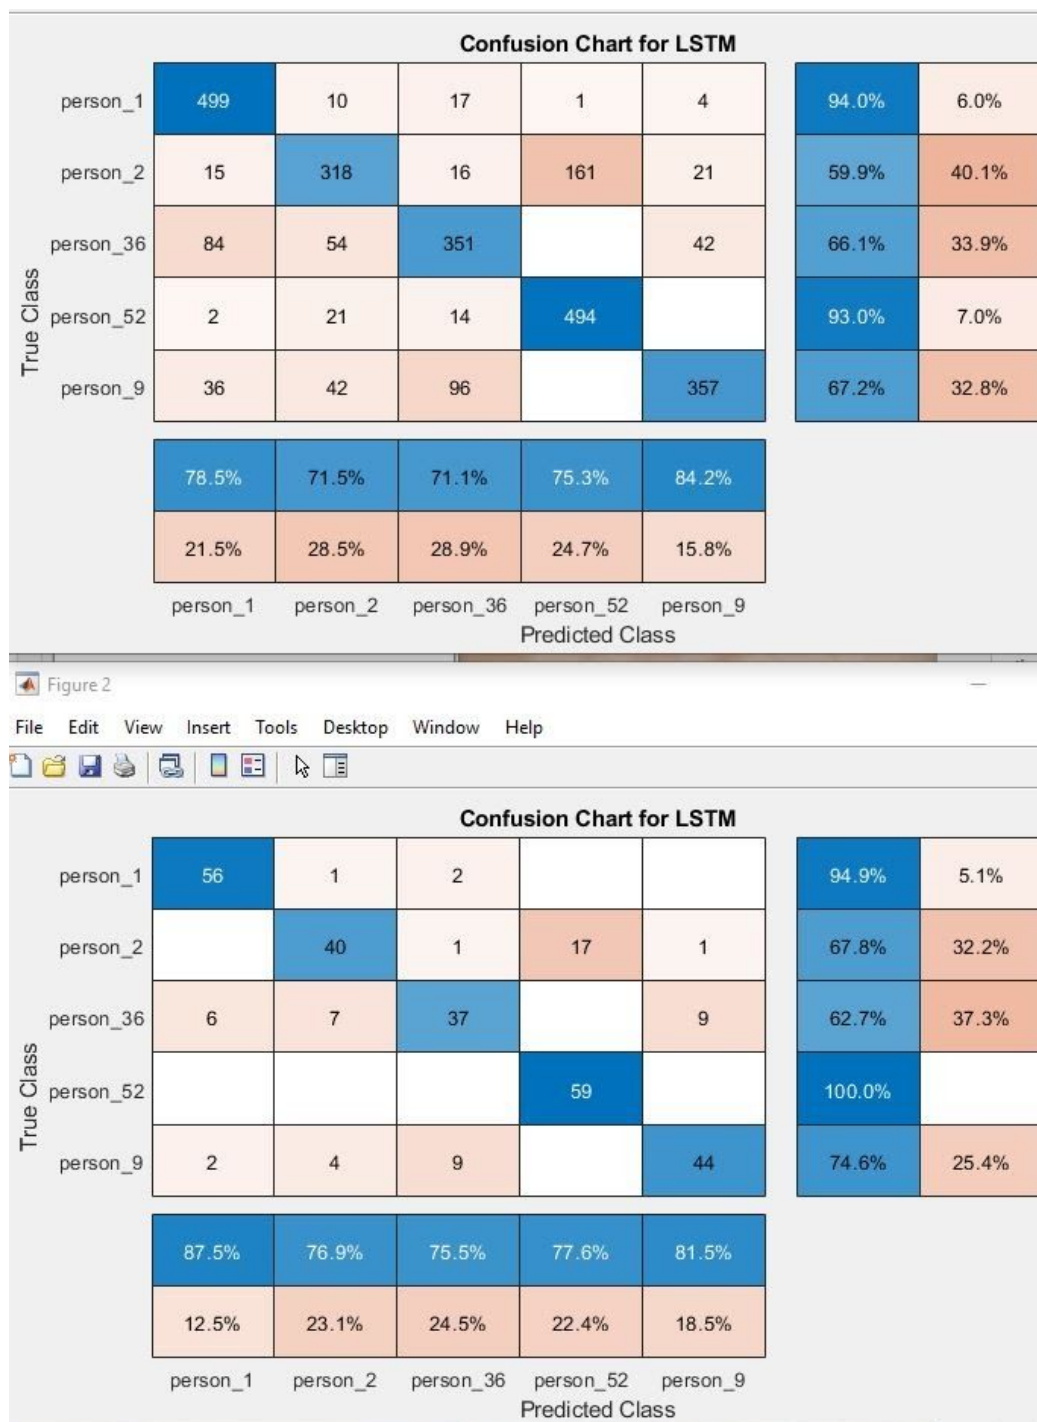 Confusion Chart for LSTM
person_1 499 10 17 1 4 94.0% 6.0%
person_2 15 318 16 161 21 59.9% 40.1%
person_36 84 54 351 42 66.1% 33.9%
person_52 2 21 14 494 93.0% 7.0%
person_9 36 42 96 357 67.2% 32.8%
True Class
78.5% 71.5% 71.1% 75.3% 84.2%
21.5% 28.5% 28.9% 24.7% 15.8%
person_1 person_2 person_36 person_52 person_9
Predicted Class
Figure 2
File Edit View Insert Tools Desktop Window Help
Confusion Chart for LSTM
person_1 56 1 2 94.9% 5.1%
person_2 40 1 17 1 67.8% 32.2%
person_36 6 7 37 9 62.7% 37.3%
person_52 59 100.0%
person_9 2 4 9 44 74.6% 25.4%
True Class
87.5% 76.9% 75.5% 77.6% 81.5%
12.5% 23.1% 24.5% 22.4% 18.5%
person_1 person_2 person_36 person_52 person_9
Predicted Class